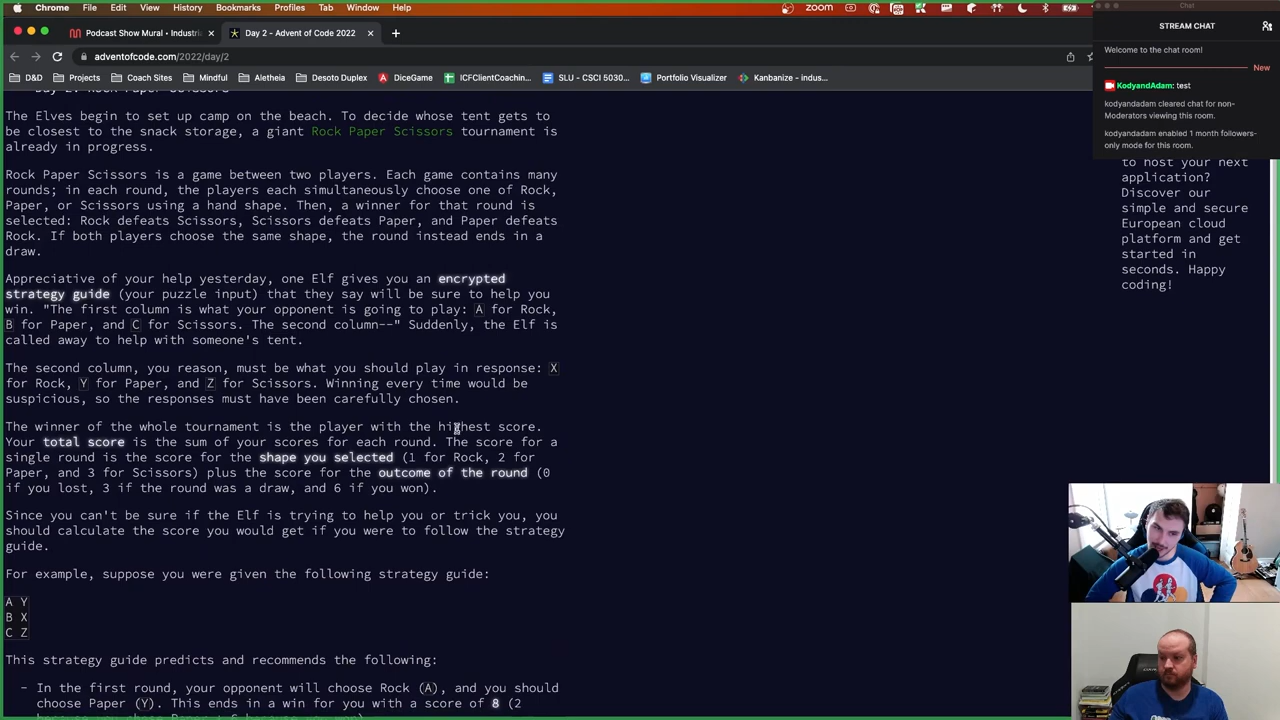 Chrome File Edit View History Bookmarks Profiles Tab Window Help zoom
Podcast Show Mural • Industri
Day 2 - Advent of Code 2022
adventofcode.com/2022/day/2
D&D Projects Coach Sites Mindful Aletheia Desoto Duplex DiceGame ICFClientCoaching... SLU - CSCI 5030... Portfolio Visualizer Kanbanize - indus...
The Elves begin to set up camp on the beach. To decide whose tent gets to
be closest to the snack storage, a giant Rock Paper Scissors tournament is
already in progress.
Rock Paper Scissors is a game between two players. Each game contains many
rounds; in each round, the players each simultaneously choose one of Rock,
Paper, or Scissors using a hand shape. Then, a winner for that round is
selected: Rock defeats Scissors, Scissors defeats Paper, and Paper defeats
Rock. If both players choose the same shape, the round instead ends in a
draw.
Appreciative of your help yesterday, one Elf gives you an encrypted
strategy guide (your puzzle input) that they say will be sure to help you
win. "The first column is what your opponent is going to play: A for Rock,
B for Paper, and C for Scissors. The second column--" Suddenly, the Elf is
called away to help with someone's tent.
The second column, you reason, must be what you should play in response: X
for Rock, Y for Paper, and Z for Scissors. Winning every time would be
suspicious, so the responses must have been carefully chosen.
The winner of the whole tournament is the player with the highest score.
Your total score is the sum of your scores for each round. The score for a
single round is the score for the shape you selected (1 for Rock, 2 for
Paper, and 3 for Scissors) plus the score for the outcome of the round (0
if you lost, 3 if the round was a draw, and 6 if you won).
Since you can't be sure if the Elf is trying to help you or trick you, you
should calculate the score you would get if you were to follow the strategy
guide.
For example, suppose you were given the following strategy guide:
A Y
B X
C Z
This strategy guide predicts and recommends the following:
- In the first round, your opponent will choose Rock (A), and you should
choose Paper (Y). This ends in a win for you with a score of 8 (2
Chat
STREAM CHAT
Welcome to the chat room!
New
KodyandAdam: test
kodyandadam cleared chat for non-
Moderators viewing this room.
kodyandadam enabled 1 month followers-
only mode for this room.
to host your next
application?
Discover our
simple and secure
European cloud
platform and get
started in
seconds. Happy
coding!